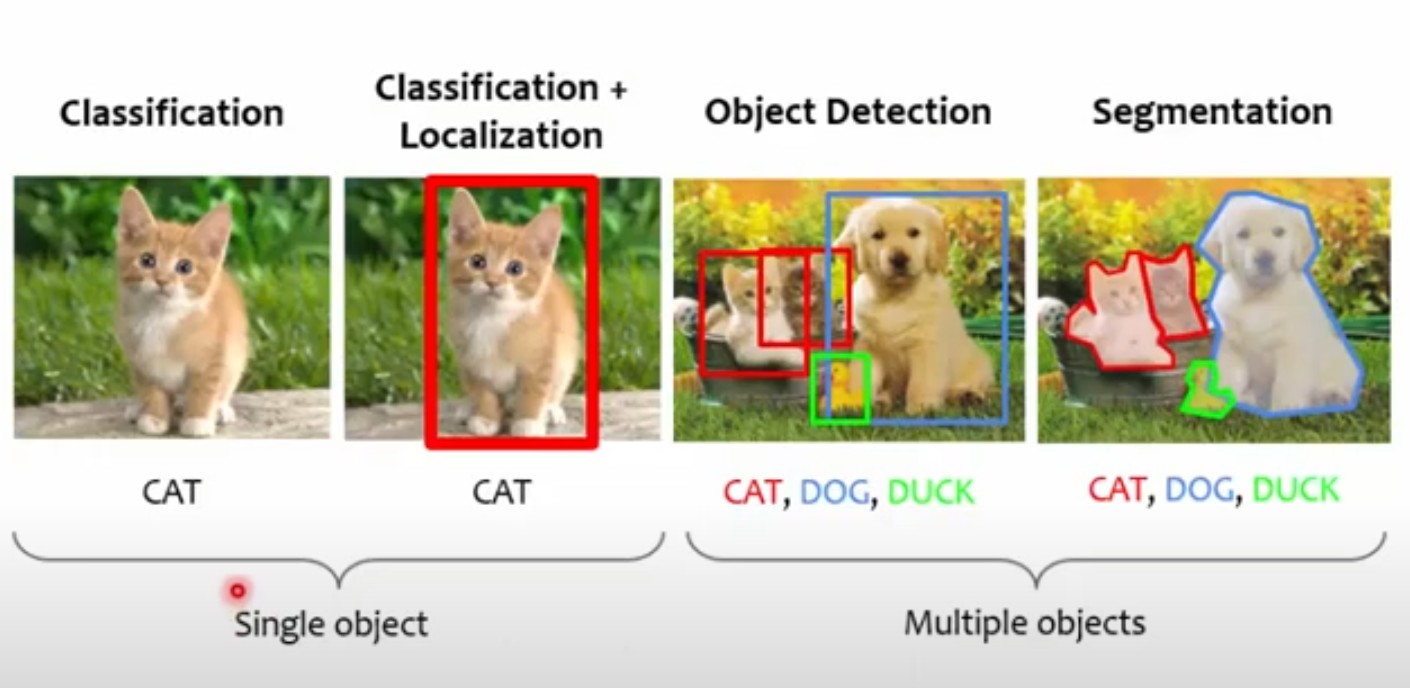 Classification
Classification +
Localization
Object Detection
Segmentation
CAT
CAT
CAT, DOG, DUCK
CAT, DOG, DUCK
Single object
Multiple objects